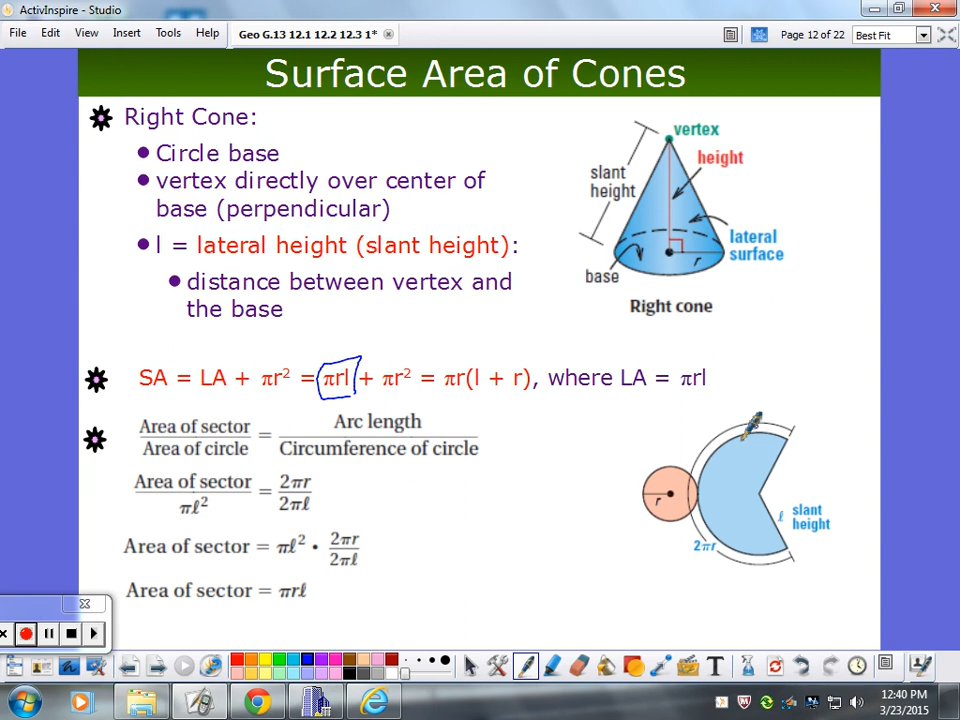 ActivInspire - Studio
File Edit View Insert Tools Help
Geo G.13 12.1 12.2 12.3 1*
Page 12 of 22
Best Fit
Surface Area of Cones
Right Cone:
Circle base
vertex directly over center of
base (perpendicular)
l = lateral height (slant height):
distance between vertex and
the base
vertex
height
slant
height
lateral
surface
r
base
Right cone
SA = LA + πr² = πrl + πr² = πr(l + r), where LA = πrl
Area of sector / Area of circle = Arc length / Circumference of circle
Area of sector / πℓ² = 2πr / 2πℓ
Area of sector = πℓ² • 2πr / 2πℓ
Area of sector = πrℓ
r
ℓ
slant
height
2πr
T
12:40 PM
3/23/2015